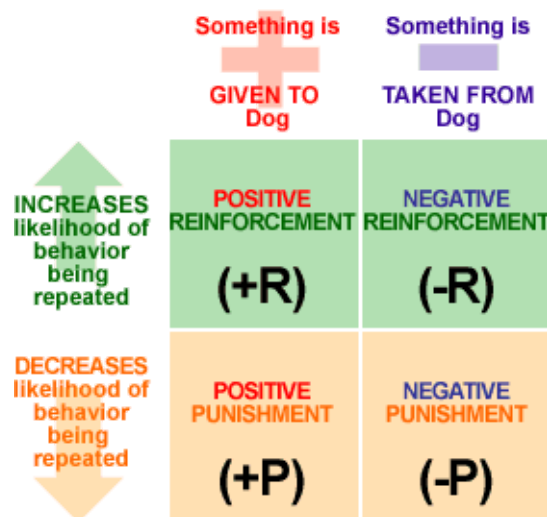 Something is
GIVEN TO
Dog
Something is
TAKEN FROM
Dog
INCREASES
likelihood of
behavior
being
repeated
POSITIVE
REINFORCEMENT
(+R)
NEGATIVE
REINFORCEMENT
(-R)
DECREASES
likelihood of
behavior
being
repeated
POSITIVE
PUNISHMENT
(+P)
NEGATIVE
PUNISHMENT
(-P)